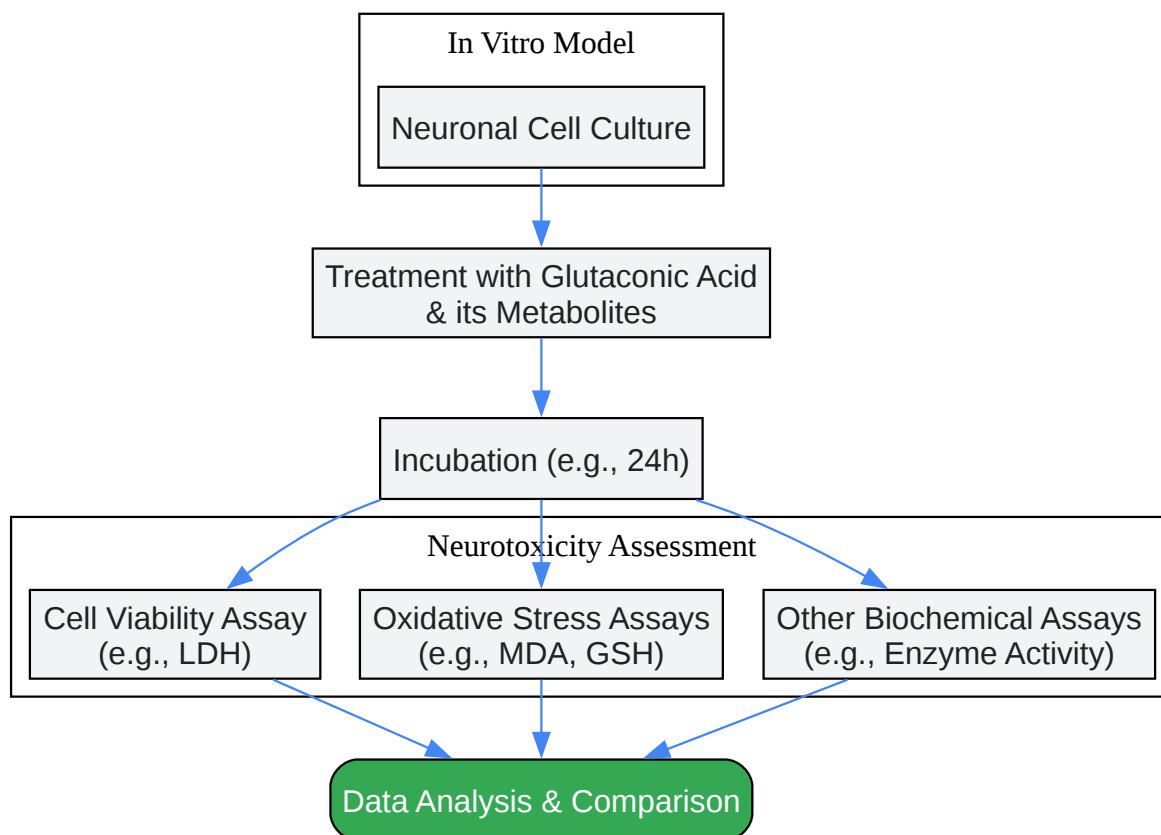 In Vitro Model
Neuronal Cell Culture
Treatment with Glutaconic Acid
& its Metabolites
Incubation (e.g., 24h)
Neurotoxicity Assessment
Cell Viability Assay
(e.g., LDH)
Oxidative Stress Assays
(e.g., MDA, GSH)
Other Biochemical Assays
(e.g., Enzyme Activity)
Data Analysis & Comparison